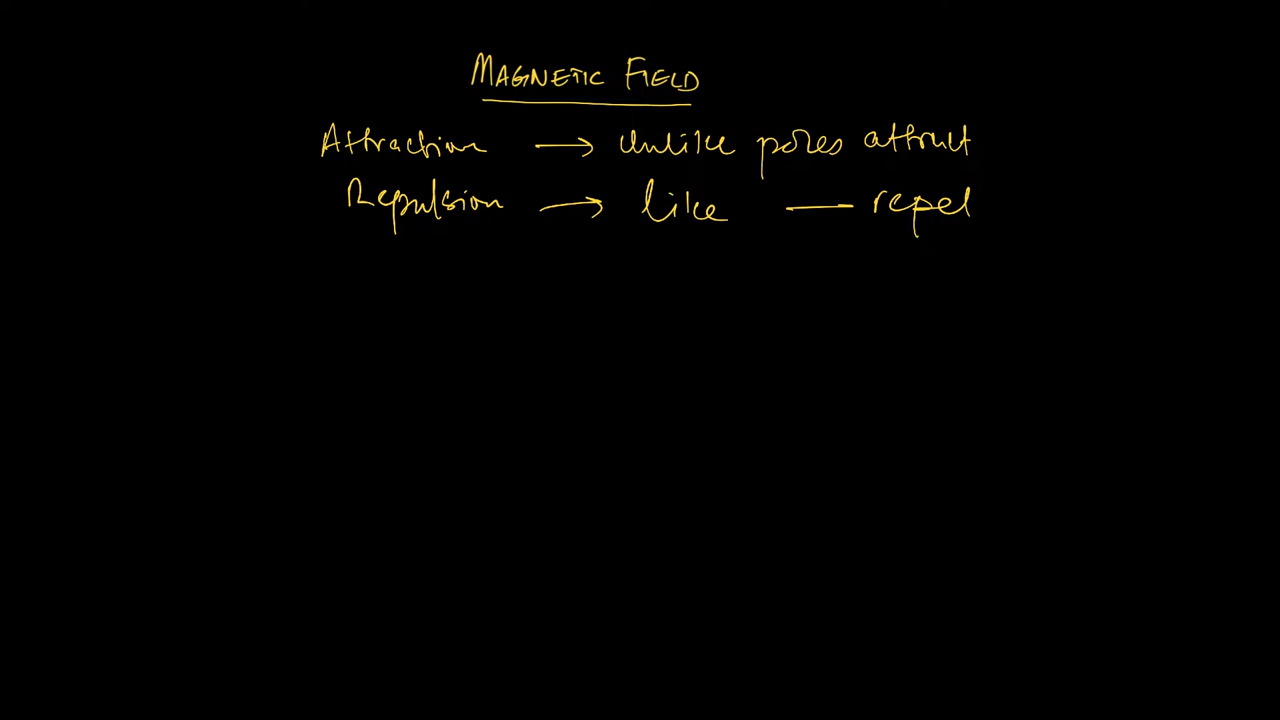 MAGNETIC FIELD
Attraction → Unlike poles attract
Repulsion → like — repel